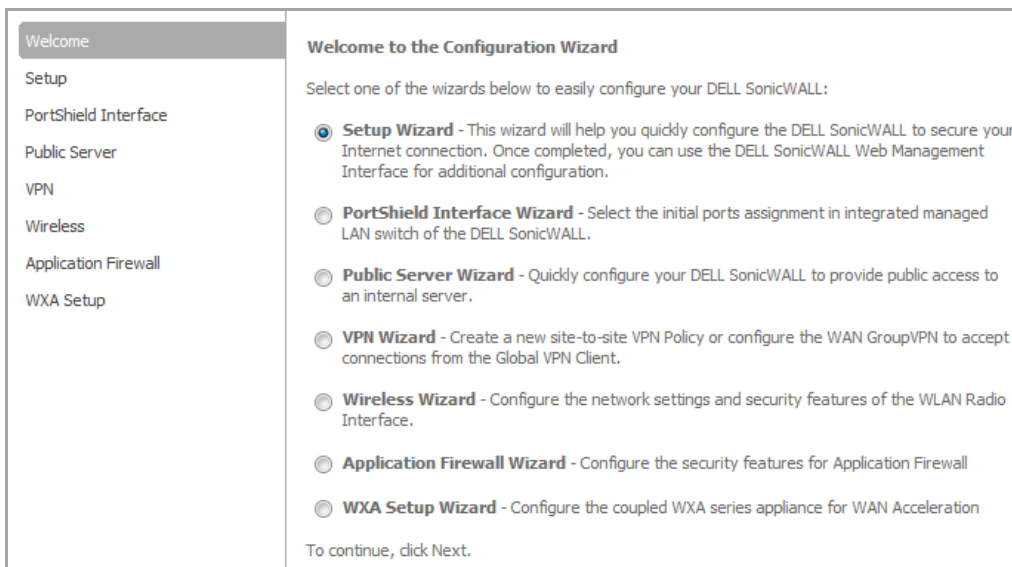 Welcome
Setup
PortShield Interface
Public Server
VPN
Wireless
Application Firewall
WXA Setup
Welcome to the Configuration Wizard
Select one of the wizards below to easily configure your DELL SonicWALL:
Setup Wizard - This wizard will help you quickly configure the DELL SonicWALL to secure your
Internet connection. Once completed, you can use the DELL SonicWALL Web Management
Interface for additional configuration.
PortShield Interface Wizard - Select the initial ports assignment in integrated managed
LAN switch of the DELL SonicWALL.
Public Server Wizard - Quickly configure your DELL SonicWALL to provide public access to
an internal server.
VPN Wizard - Create a new site-to-site VPN Policy or configure the WAN GroupVPN to accept
connections from the Global VPN Client.
Wireless Wizard - Configure the network settings and security features of the WLAN Radio
Interface.
Application Firewall Wizard - Configure the security features for Application Firewall
WXA Setup Wizard - Configure the coupled WXA series appliance for WAN Acceleration
To continue, click Next.